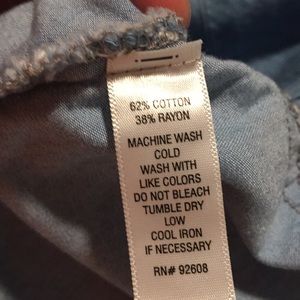 62% COTTON
38% RAYON
MACHINE WASH
COLD
WASH WITH
LIKE COLORS
DO NOT BLEACH
TUMBLE DRY
LOW
COOL IRON
IF NECESSARY
RN# 92608